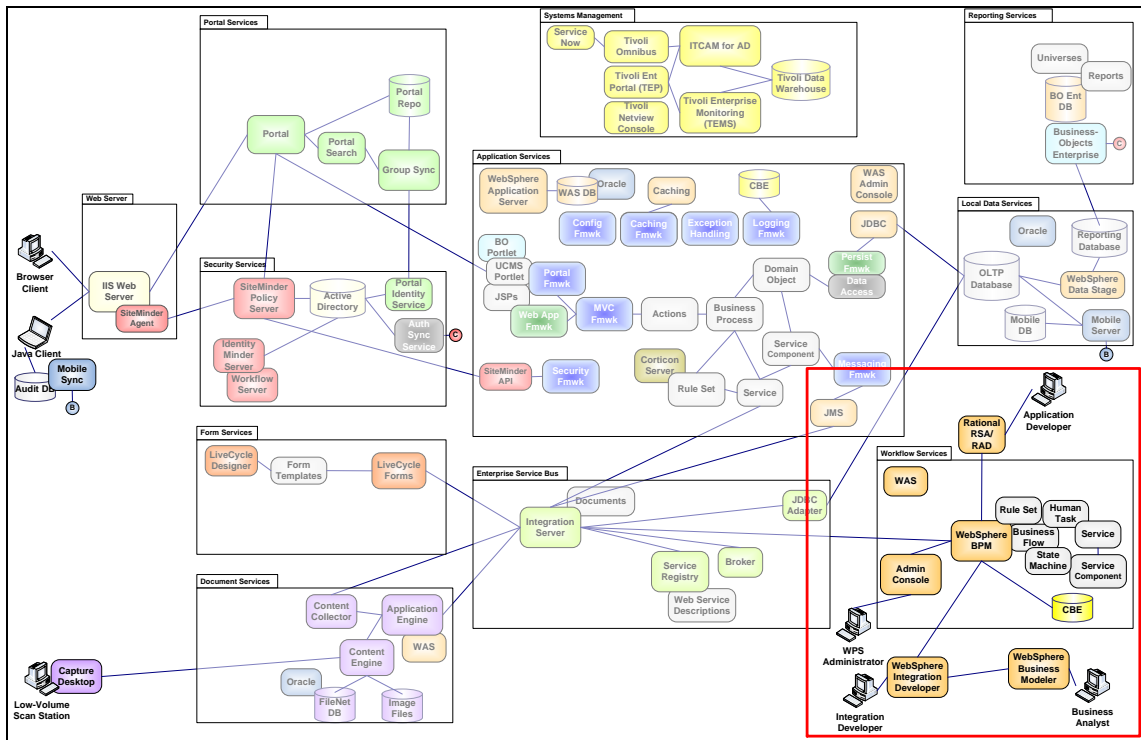 Portal Services
Portal
Repo
Portal
Portal
Search
Group Sync
Systems Management
Service
Now
Tivoli
Omnibus
ITCAM for AD
Tivoli Ent
Portal (TEP)
Tivoli Data
Warehouse
Tivoli
Netview
Console
Tivoli Enterprise
Monitoring
(TEMS)
Reporting Services
Universes
Reports
BO Ent
DB
Business-
Objects
Enterprise
C
Web Server
Browser
Client
IIS Web
Server
SiteMinder
Agent
Java Client
Audit DB
Mobile
Sync
B
Security Services
SiteMinder
Policy
Server
Active
Directory
Portal
Identity
Service
Auth
Sync
Service
C
Identity
Minder
Server
Workflow
Server
Application Services
WebSphere
Application
Server
WAS DB
Oracle
Caching
CBE
WAS
Admin
Console
Config
Fmwk
Caching
Fmwk
Exception
Handling
Logging
Fmwk
JDBC
BO
Portlet
UCMS
Portlet
JSPs
Portal
Fmwk
Web App
Fmwk
MVC
Fmwk
Actions
Business
Process
Domain
Object
Persist
Fmwk
Data
Access
Service
Component
Corticon
Server
Rule Set
Service
Messaging
Fmwk
SiteMinder
API
Security
Fmwk
JMS
Local Data Services
Oracle
Reporting
Database
OLTP
Database
WebSphere
Data Stage
Mobile
DB
Mobile
Server
B
Form Services
LiveCycle
Designer
Form
Templates
LiveCycle
Forms
Enterprise Service Bus
Documents
Integration
Server
JDBC
Adapter
Service
Registry
Broker
Web Service
Descriptions
Document Services
Content
Collector
Application
Engine
WAS
Content
Engine
Oracle
FileNet
DB
Image
Files
Capture
Desktop
Low-Volume
Scan Station
Application
Developer
Rational
RSA/
RAD
Workflow Services
WAS
Rule Set
Human
Task
WebSphere
BPM
Business
Flow
Service
State
Machine
Service
Component
Admin
Console
CBE
WPS
Administrator
WebSphere
Integration
Developer
WebSphere
Business
Modeler
Integration
Developer
Business
Analyst